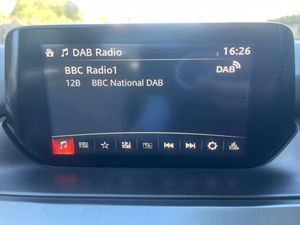 DAB Radio 16:26
BBC Radio1 DAB
12B BBC National DAB